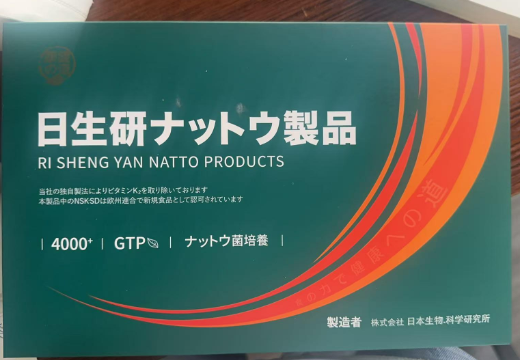 日生研ナットウ製品
RI SHENG YAN NATTO PRODUCTS
当社の独自製法によりビタミンK₂を取り除いております
本製品中のNSKSDは欧州連合で新規食品として認可されています
| 4000⁺ | GTP | ナットウ菌培養 |
健康への道
製造者 株式会社 日本生物.科学研究所